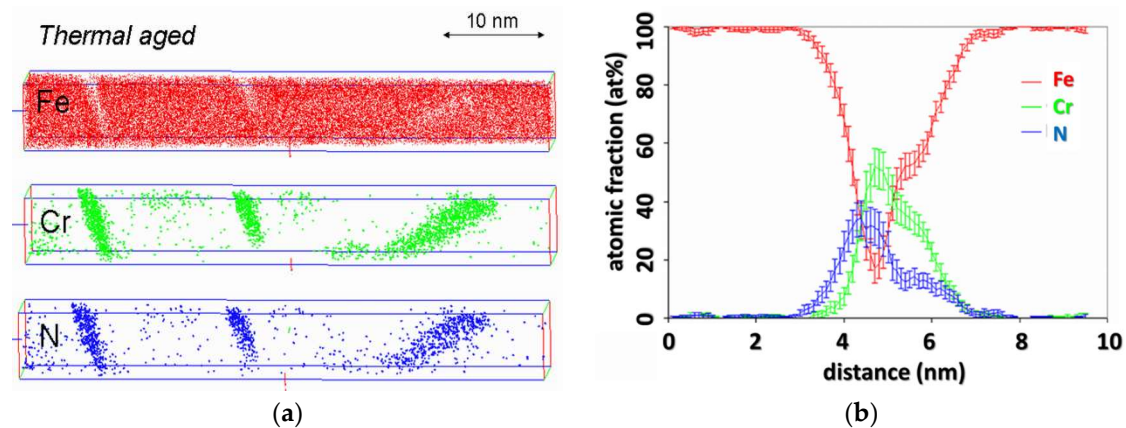 Thermal aged
10 nm
Fe
Cr
N
(a)
100
80
60
40
20
0
atomic fraction (at%)
Fe
Cr
N
0 2 4 6 8 10
distance (nm)
(b)